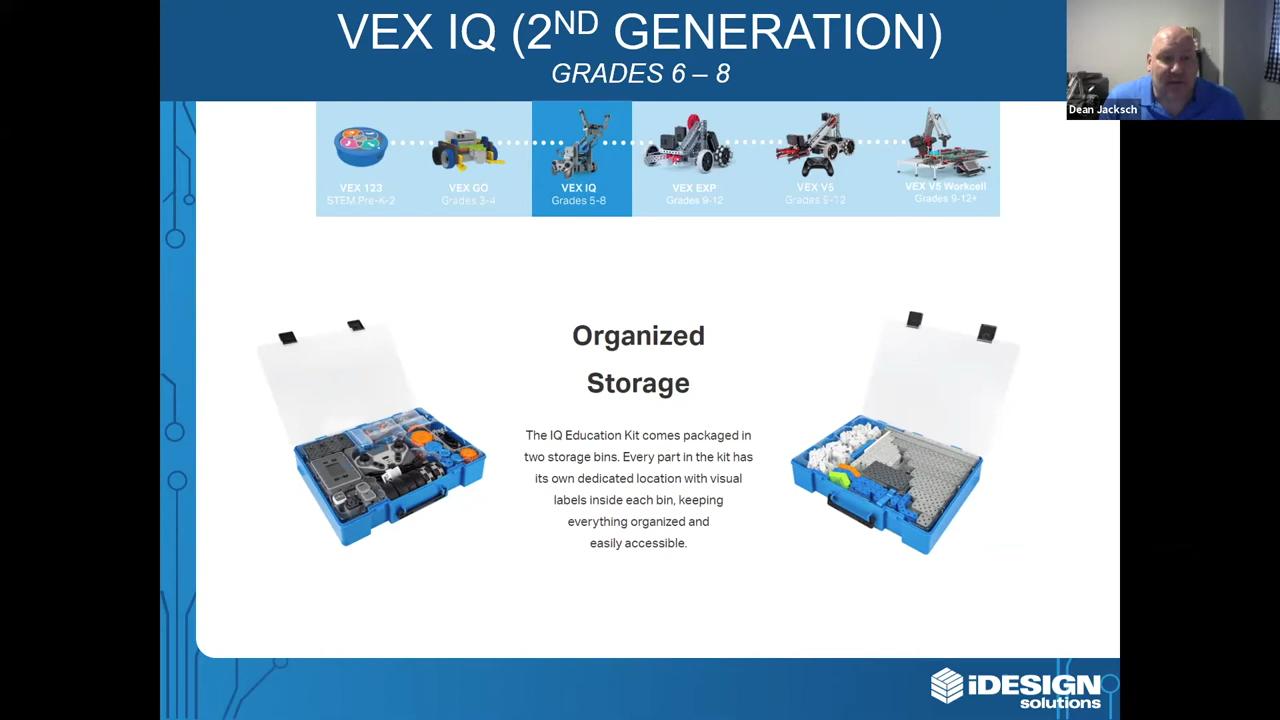 VEX IQ (2ND GENERATION)
GRADES 6 – 8
Dean Jacksch
VEX 123
STEM Pre-K-2
VEX GO
Grades 3-4
VEX IQ
Grades 5-8
VEX EXP
Grades 9-12
VEX V5
Grades 9-12
VEX V5 Workcell
Grades 9-12+
Organized
Storage
The IQ Education Kit comes packaged in
two storage bins. Every part in the kit has
its own dedicated location with visual
labels inside each bin, keeping
everything organized and
easily accessible.
iDESIGN
solutions